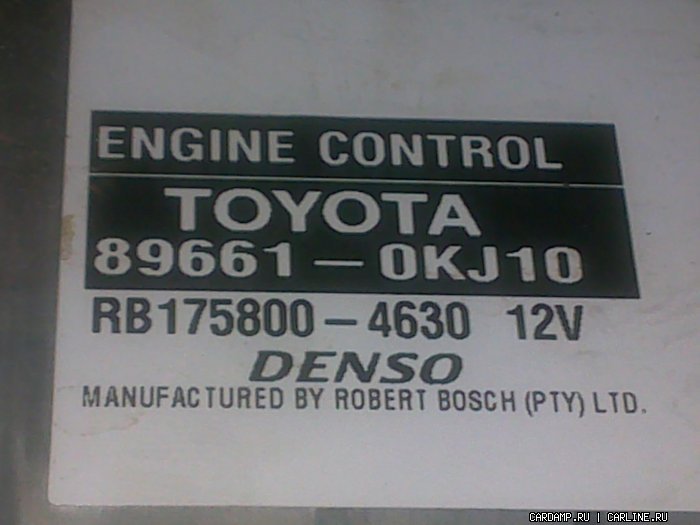 ENGINE CONTROL
TOYOTA
89661-0KJ10
RB175800-4630 12V
DENSO
MANUFACTURED BY ROBERT BOSCH (PTY) LTD.
CARDAMP.RU | CARLINE.RU